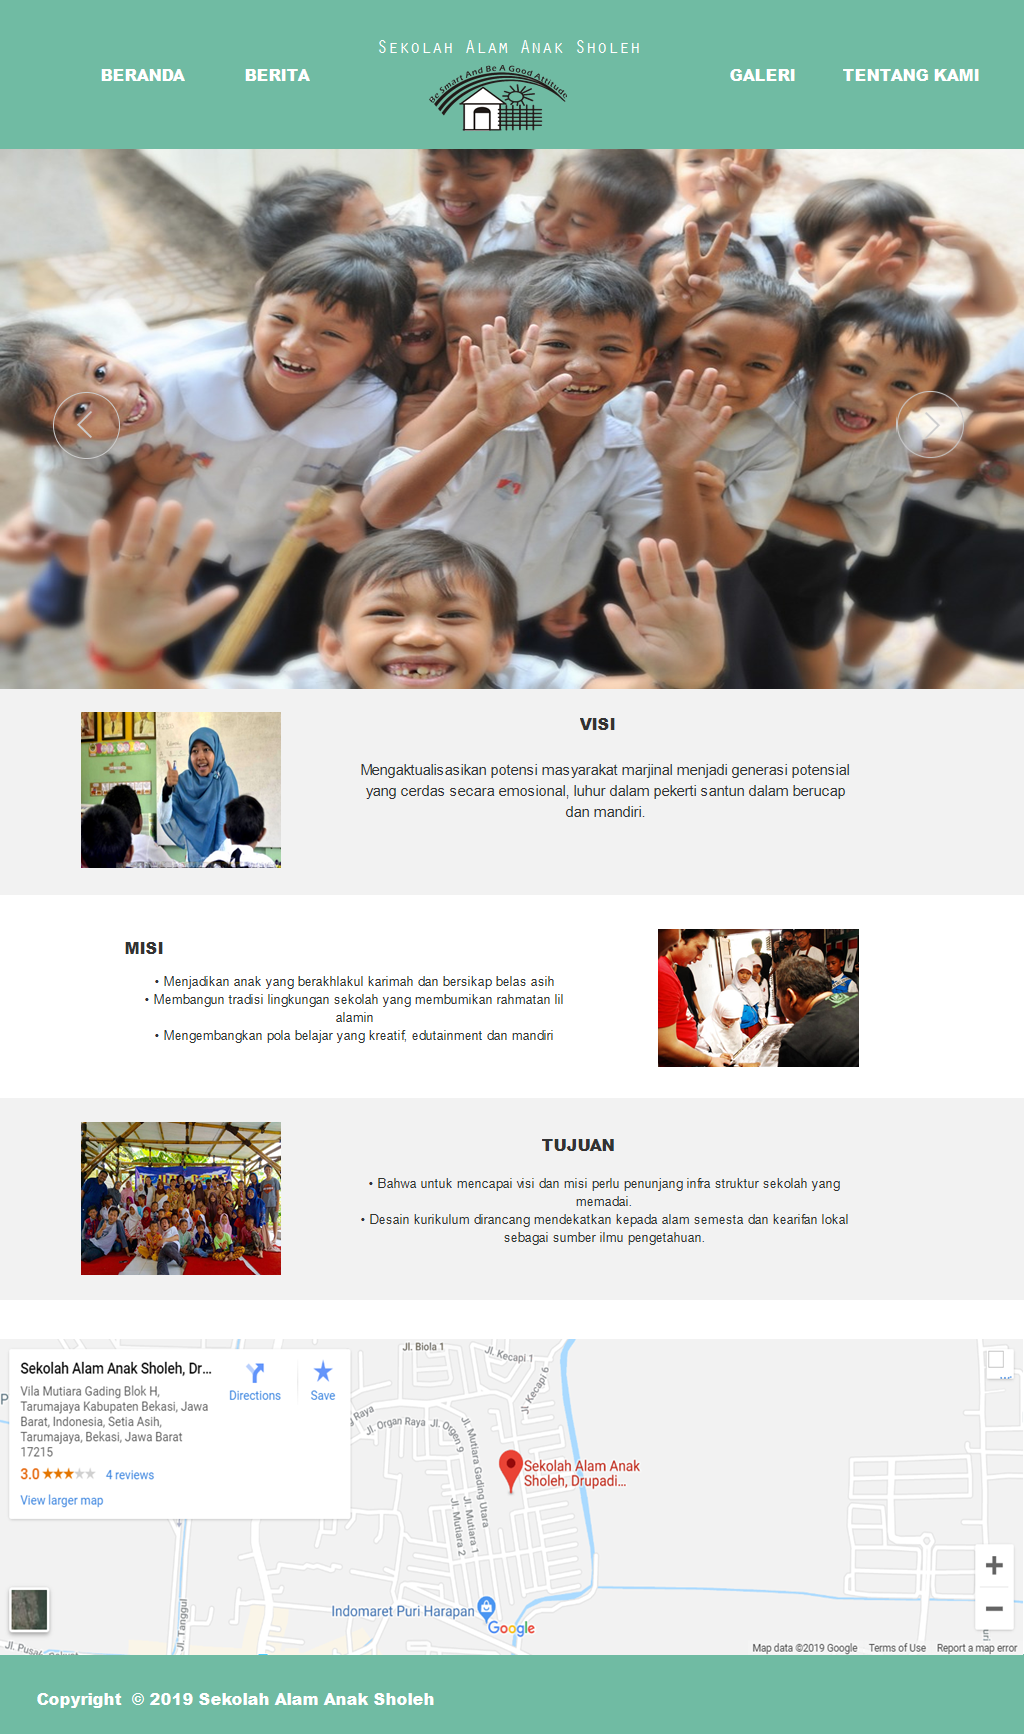 Sekolah Alam Anak Sholeh
BERANDA
BERITA
Be Smart And Be A Good Attitude
GALERI
TENTANG KAMI
VISI
Mengaktualisasikan potensi masyarakat marjinal menjadi generasi potensial
yang cerdas secara emosional, luhur dalam pekerti santun dalam berucap
dan mandiri.
MISI
• Menjadikan anak yang berakhlakul karimah dan bersikap belas asih
• Membangun tradisi lingkungan sekolah yang membumikan rahmatan lil
alamin
• Mengembangkan pola belajar yang kreatif, edutainment dan mandiri
TUJUAN
• Bahwa untuk mencapai visi dan misi perlu penunjang infra struktur sekolah yang
memadai.
• Desain kurikulum dirancang mendekatkan kepada alam semesta dan kearifan lokal
sebagai sumber ilmu pengetahuan.
Sekolah Alam Anak Sholeh, Dr...
Vila Mutiara Gading Blok H,
Tarumajaya Kabupaten Bekasi, Jawa
Barat, Indonesia, Setia Asih,
Tarumajaya, Bekasi, Jawa Barat
17215
3.0
4 reviews
View larger map
Directions
Save
Jl. Biola 1
Jl. Kecapi 1
Jl. Kecapi 6
Raya
Jl. Organ Raya
Jl. Organ 9
Jl. Mutiara Gading Utara
Jl. Mutiara 1
Jl. Mutiara 2
Sekolah Alam Anak
Sholeh, Drupadi...
Indomaret Puri Harapan
Google
Jl. Tanggul
Map data ©2019 Google
Terms of Use
Report a map error
Copyright © 2019 Sekolah Alam Anak Sholeh